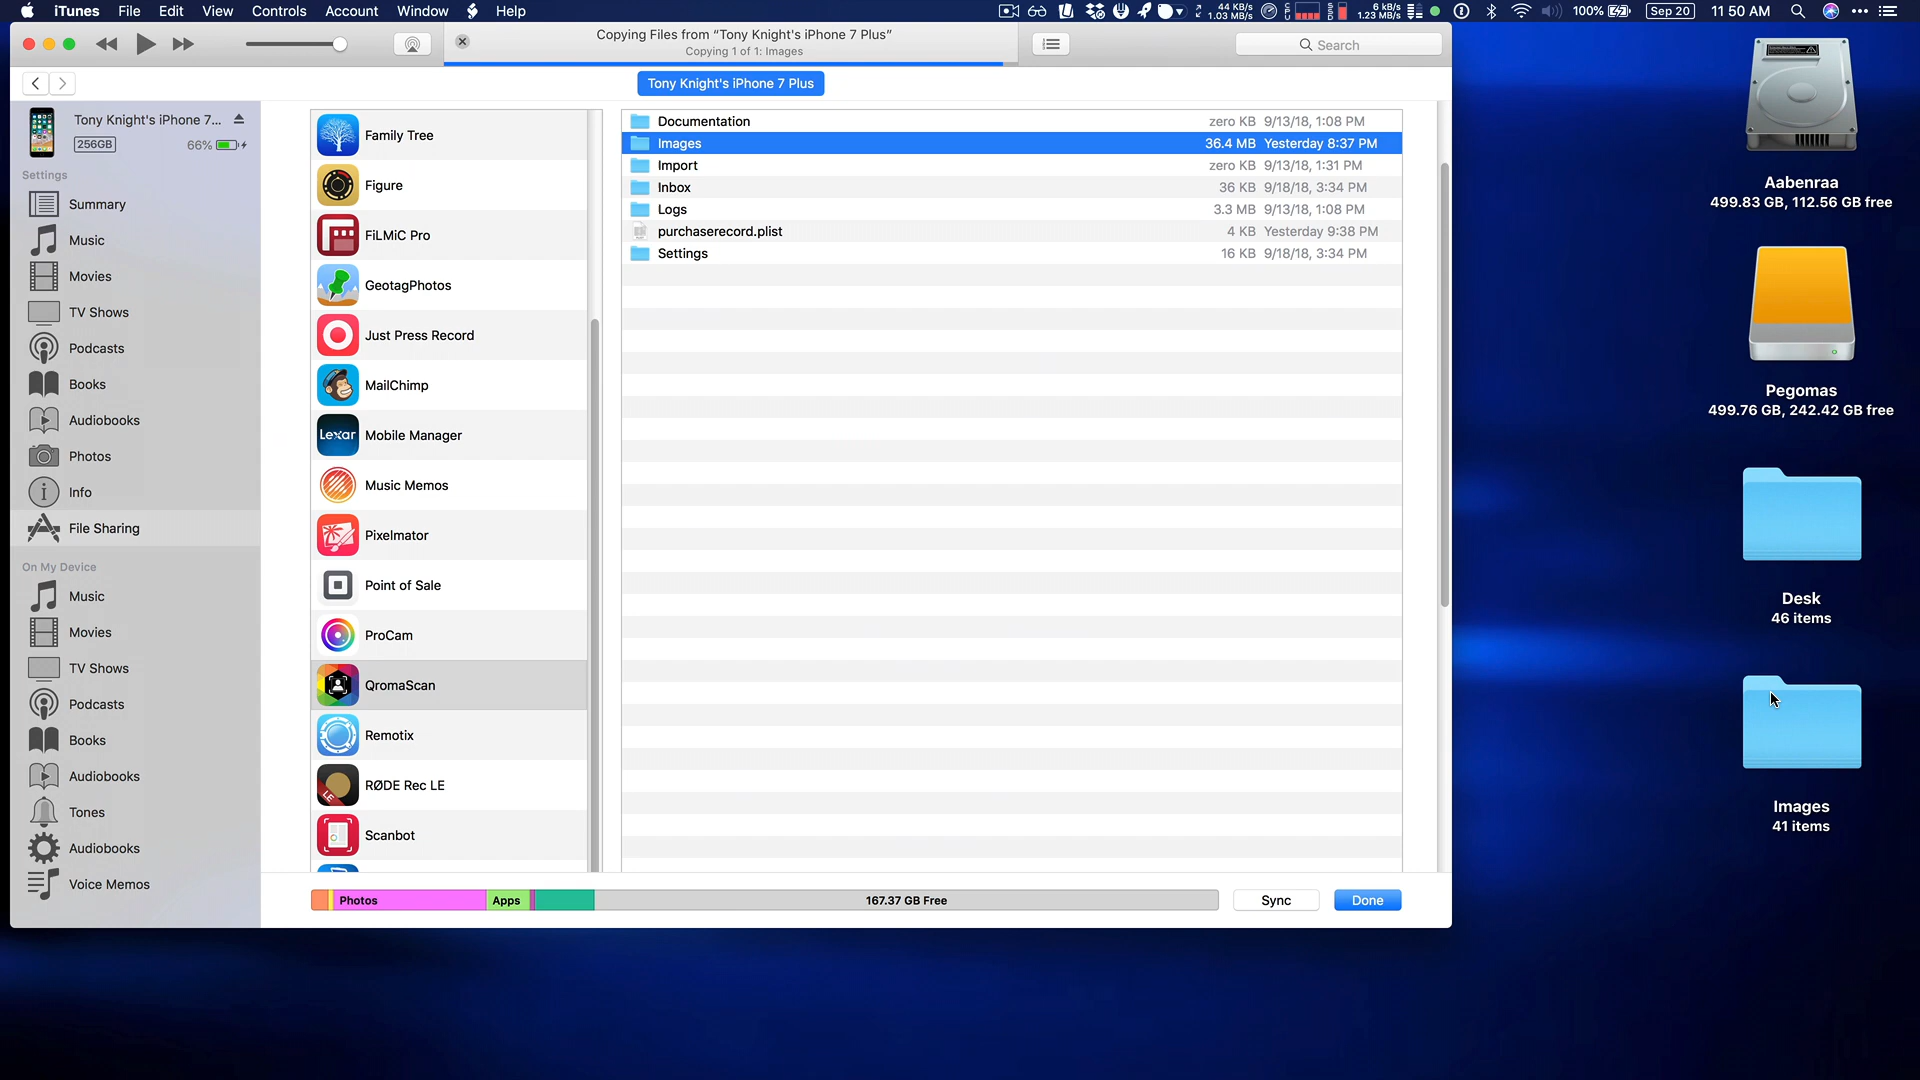 iTunes File Edit View Controls Account Window Help
44 KB/s
1.03 MB/s
6 kB/s
1.23 MB/s
100%
Sep 20
11 50 AM
Copying Files from “Tony Knight's iPhone 7 Plus”
Copying 1 of 1: Images
Search
Tony Knight's iPhone 7 Plus
Tony Knight's iPhone 7...
256GB
66%
Settings
Summary
Music
Movies
TV Shows
Podcasts
Books
Audiobooks
Photos
Info
File Sharing
On My Device
Music
Movies
TV Shows
Podcasts
Books
Audiobooks
Tones
Audiobooks
Voice Memos
Family Tree
Figure
FiLMiC Pro
GeotagPhotos
Just Press Record
MailChimp
Lexar Mobile Manager
Music Memos
Pixelmator
Point of Sale
ProCam
QromaScan
Remotix
LE
RØDE Rec LE
Scanbot
Documentation zero KB 9/13/18, 1:08 PM
Images 36.4 MB Yesterday 8:37 PM
Import zero KB 9/13/18, 1:31 PM
Inbox 36 KB 9/18/18, 3:34 PM
Logs 3.3 MB 9/13/18, 1:08 PM
purchaserecord.plist 4 KB Yesterday 9:38 PM
Settings 16 KB 9/18/18, 3:34 PM
Photos Apps 167.37 GB Free
Sync
Done
Aabenraa
499.83 GB, 112.56 GB free
Pegomas
499.76 GB, 242.42 GB free
Desk
46 items
Images
41 items